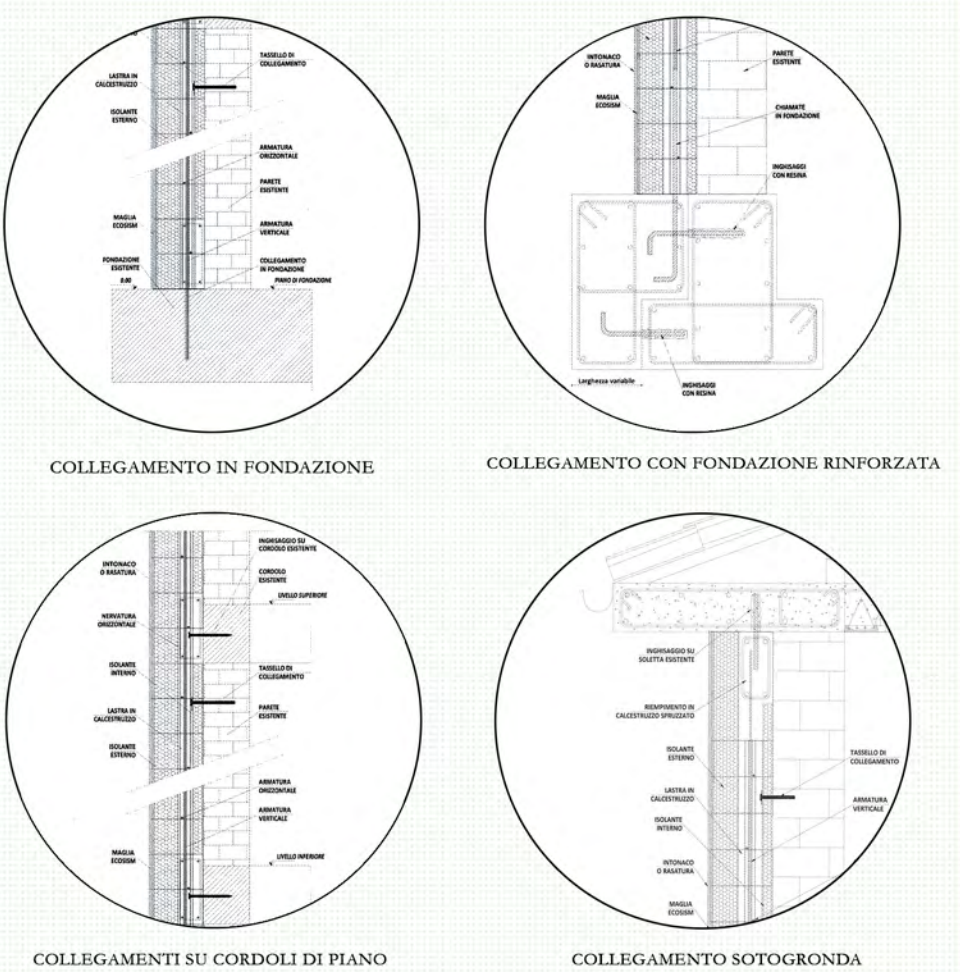 TASSELLO DI
COLLEGAMENTO
LASTRA IN
CALCESTRUZZO
ISOLANTE
ESTERNO
ARMATURA
ORIZZONTALE
PARETE
ESISTENTE
MAGLIA
ECOSISM
ARMATURA
VERTICALE
FONDAZIONE
ESISTENTE
COLLEGAMENTO
IN FONDAZIONE
0.00
PIANO DI FONDAZIONE
COLLEGAMENTO IN FONDAZIONE
INTONACO
O RASATURA
PARETE
ESISTENTE
MAGLIA
ECOSISM
CHIAMATE
IN FONDAZIONE
INGHISAGGI
CON RESINA
Larghezza variabile
INGHISAGGI
CON RESINA
COLLEGAMENTO CON FONDAZIONE RINFORZATA
INGHISAGGIO SU
CORDOLO ESISTENTE
INTONACO
O RASATURA
CORDOLO
ESISTENTE
LIVELLO SUPERIORE
NERVATURA
ORIZZONTALE
ISOLANTE
INTERNO
TASSELLO DI
COLLEGAMENTO
LASTRA IN
CALCESTRUZZO
PARETE
ESISTENTE
ISOLANTE
ESTERNO
ARMATURA
ORIZZONTALE
ARMATURA
VERTICALE
MAGLIA
ECOSISM
LIVELLO INFERIORE
COLLEGAMENTI SU CORDOLI DI PIANO
INGHISAGGIO SU
SOLETTA ESISTENTE
RIEMPIMENTO IN
CALCESTRUZZO SPRUZZATO
ISOLANTE
ESTERNO
TASSELLO DI
COLLEGAMENTO
LASTRA IN
CALCESTRUZZO
ARMATURA
VERTICALE
ISOLANTE
INTERNO
INTONACO
O RASATURA
MAGLIA
ECOSISM
COLLEGAMENTO SOTOGRONDA